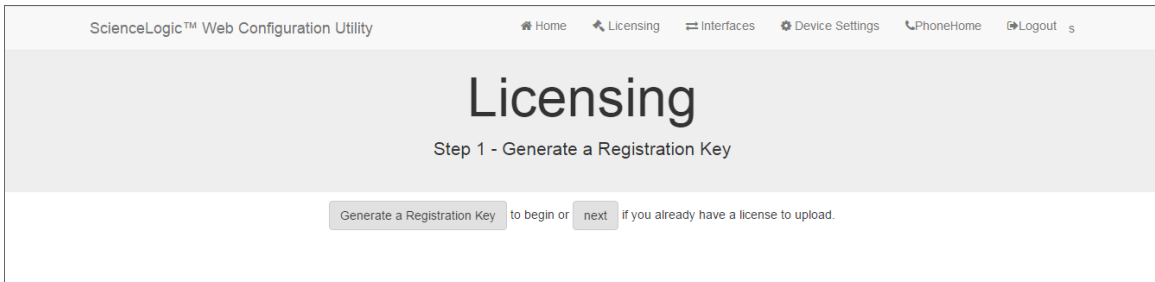 ScienceLogic™ Web Configuration Utility Home Licensing Interfaces Device Settings PhoneHome Logout s
Licensing
Step 1 - Generate a Registration Key
Generate a Registration Key to begin or next if you already have a license to upload.